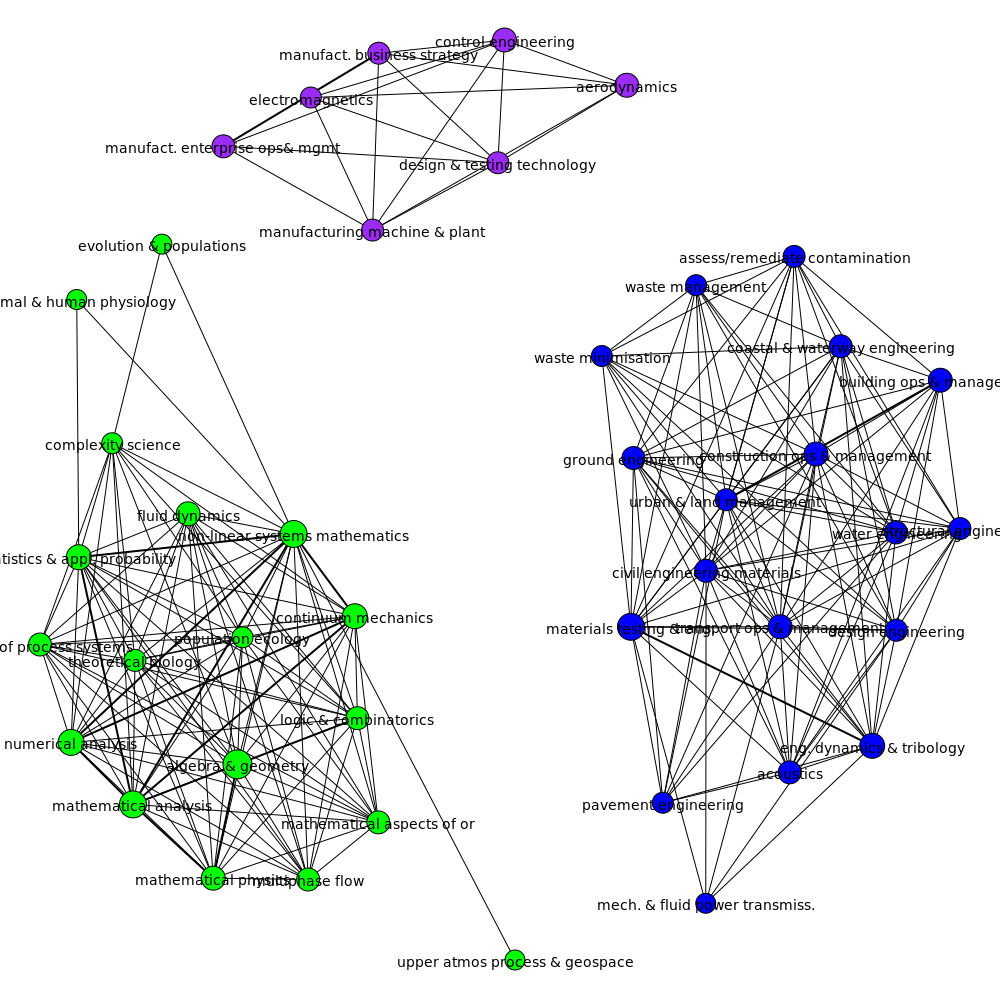 control engineering
manufact. business strategy
aerodynamics
electromagnetics
manufact. enterprise ops& mgmt
design & testing technology
manufacturing machine & plant
evolution & populations
assess/remediate contamination
waste management
mal & human physiology
coastal & waterway engineering
waste minimisation
building ops & manage
complexity science
construction ops & management
ground engineering
urban & land management
fluid dynamics
non-linear systems mathematics
water engineering
structural engine
tistics & app. probability
civil engineering materials
continuum mechanics
materials testing & eng.
transport ops & management
design engineering
population ecology
of process systems
theoretical biology
logic & combinatorics
numerical analysis
eng. dynamics & tribology
algebra & geometry
acoustics
mathematical analysis
pavement engineering
mathematical aspects of or
mathematical physics
multiphase flow
mech. & fluid power transmiss.
upper atmos process & geospace